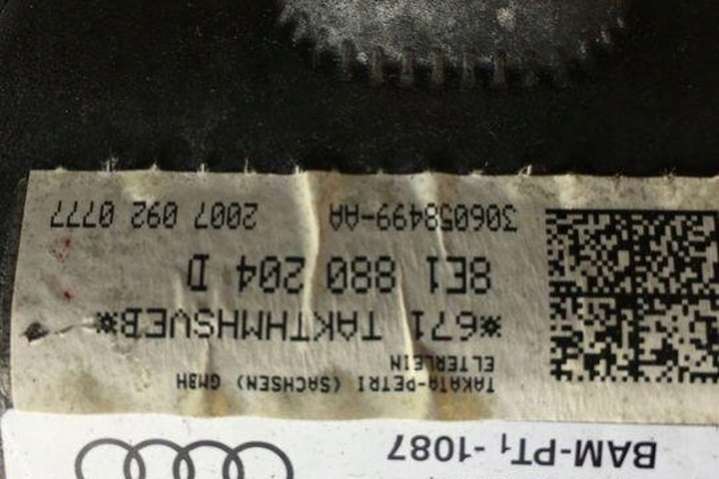 BAM-PT1-1087
TAKATA-PETRI (SACHSEN) GMBH
ELTERLEIN
*671 TAKTHMHSVEB*
8E1 880 204 D
306058499-AA 2007 092 0777